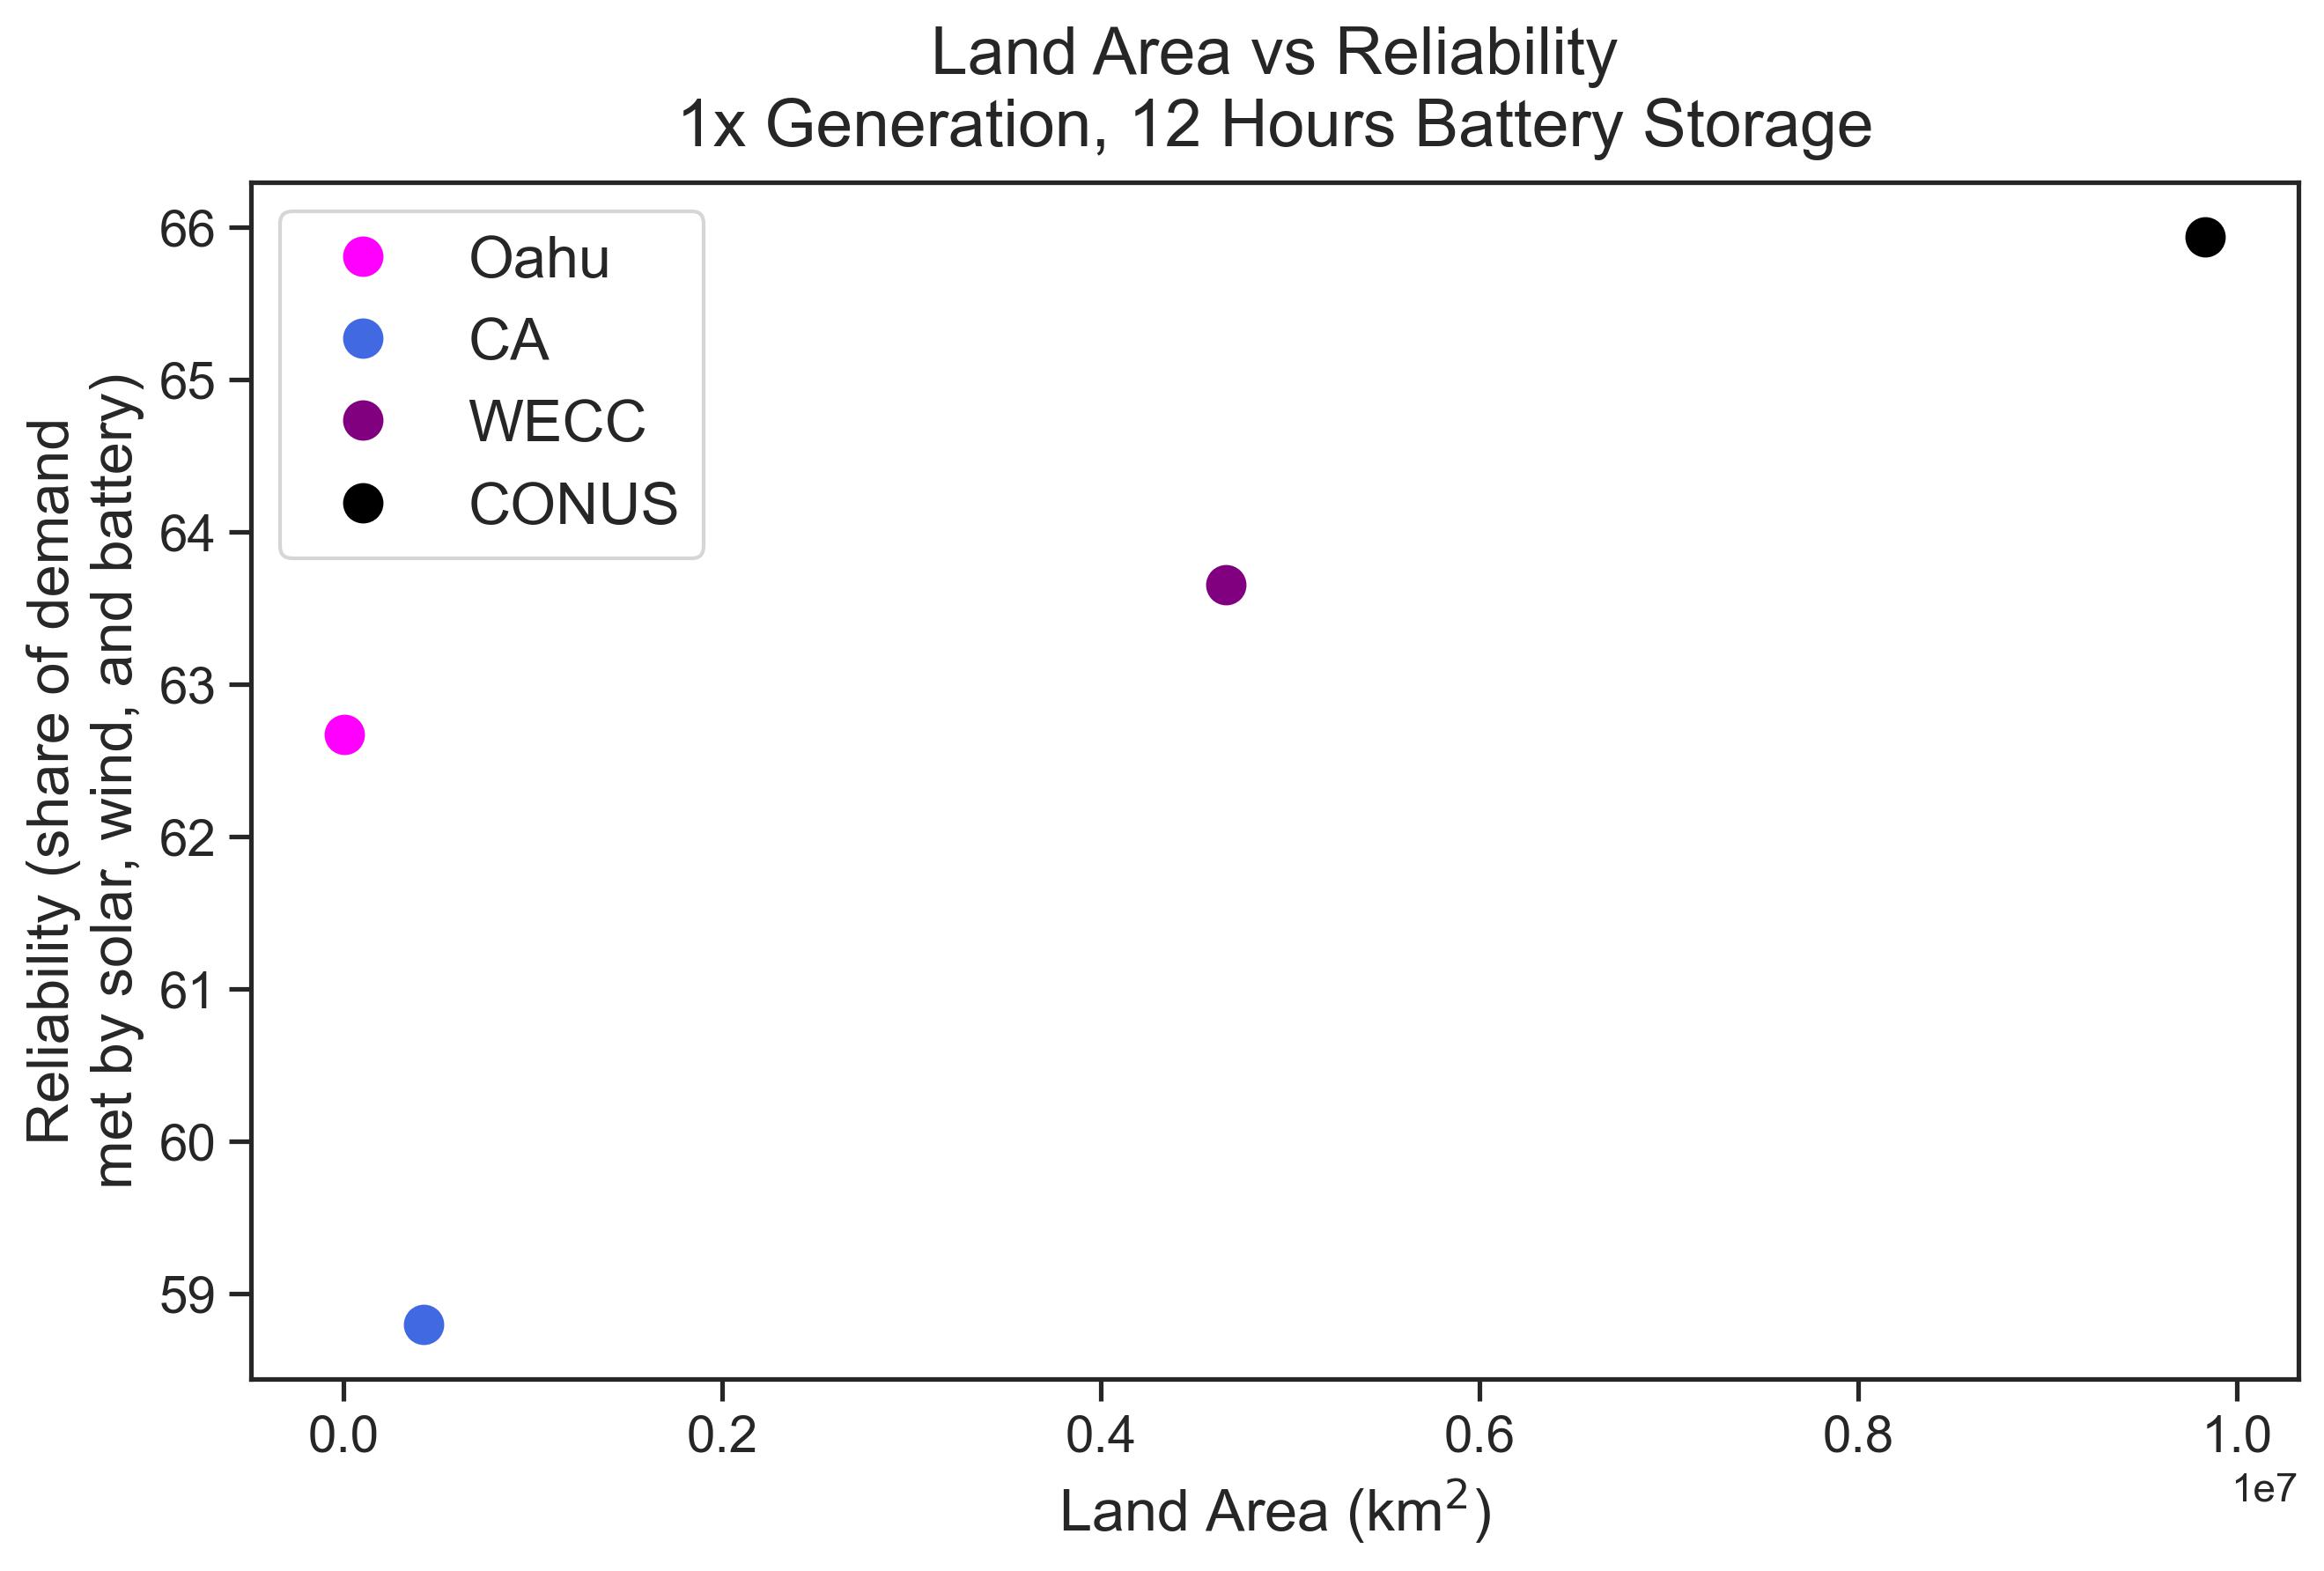 Land Area vs Reliability
1x Generation, 12 Hours Battery Storage
Oahu
CA
WECC
CONUS
Reliability (share of demand
met by solar, wind, and battery)
66
65
64
63
62
61
60
59
0.0
0.2
0.4
0.6
0.8
1.0
1e7
Land Area (km²)